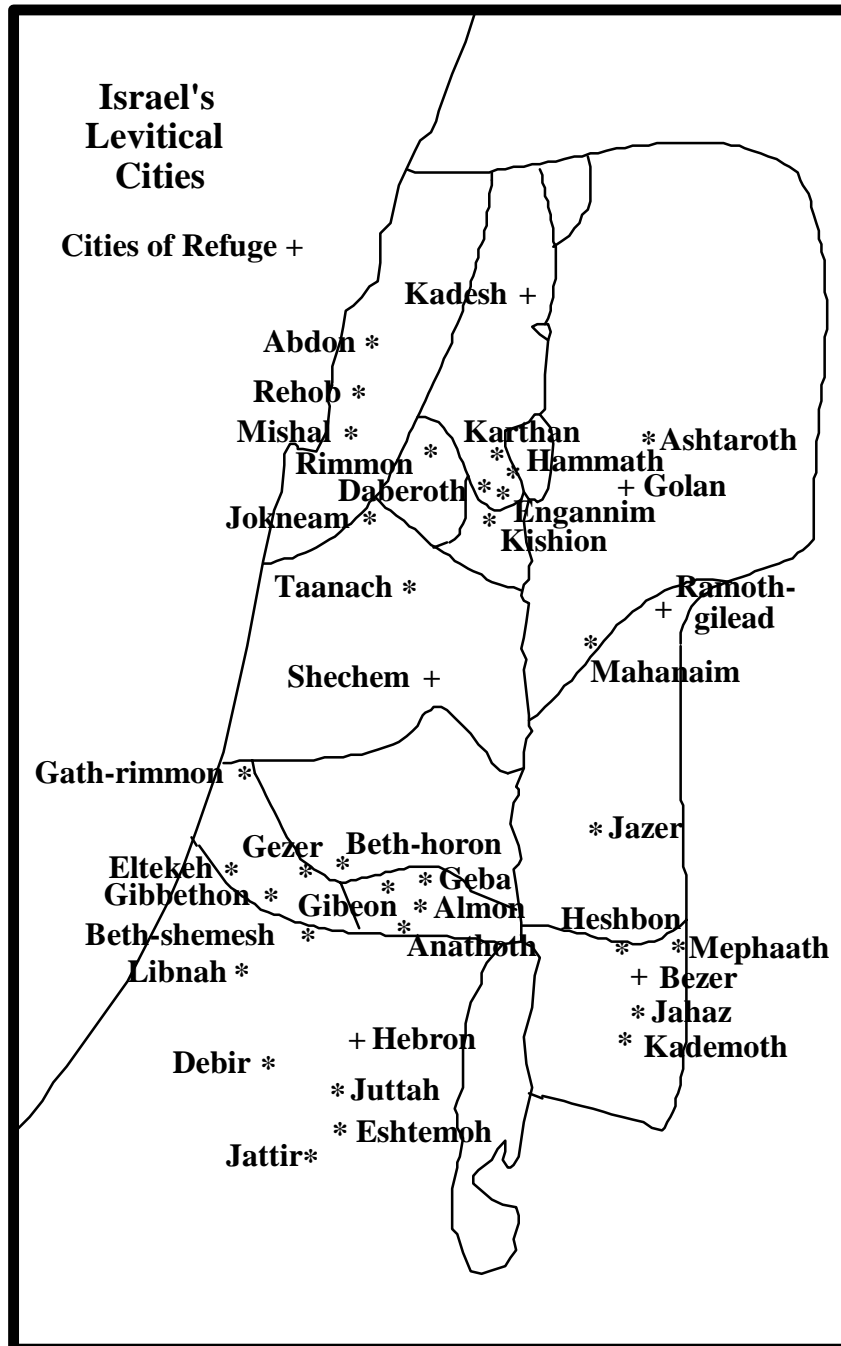 Israel's
Levitical
Cities
Cities of Refuge +
Kadesh +
Abdon *
Rehob *
Mishal *
Karthan
* Ashtaroth
Rimmon *
Hammath
Daberoth *
+ Golan
Jokneam *
Engannim
Kishion
Taanach *
Ramoth-
gilead
Shechem +
Mahanaim
Gath-rimmon *
* Jazer
Gezer
Beth-horon
Eltekeh *
* Geba
Gibbethon *
Gibeon
* Almon
Heshbon
Beth-shemesh *
Anathoth
* Mephaath
Libnah *
+ Bezer
* Jahaz
+ Hebron
* Kademoth
Debir *
* Juttah
* Eshtemoh
Jattir*